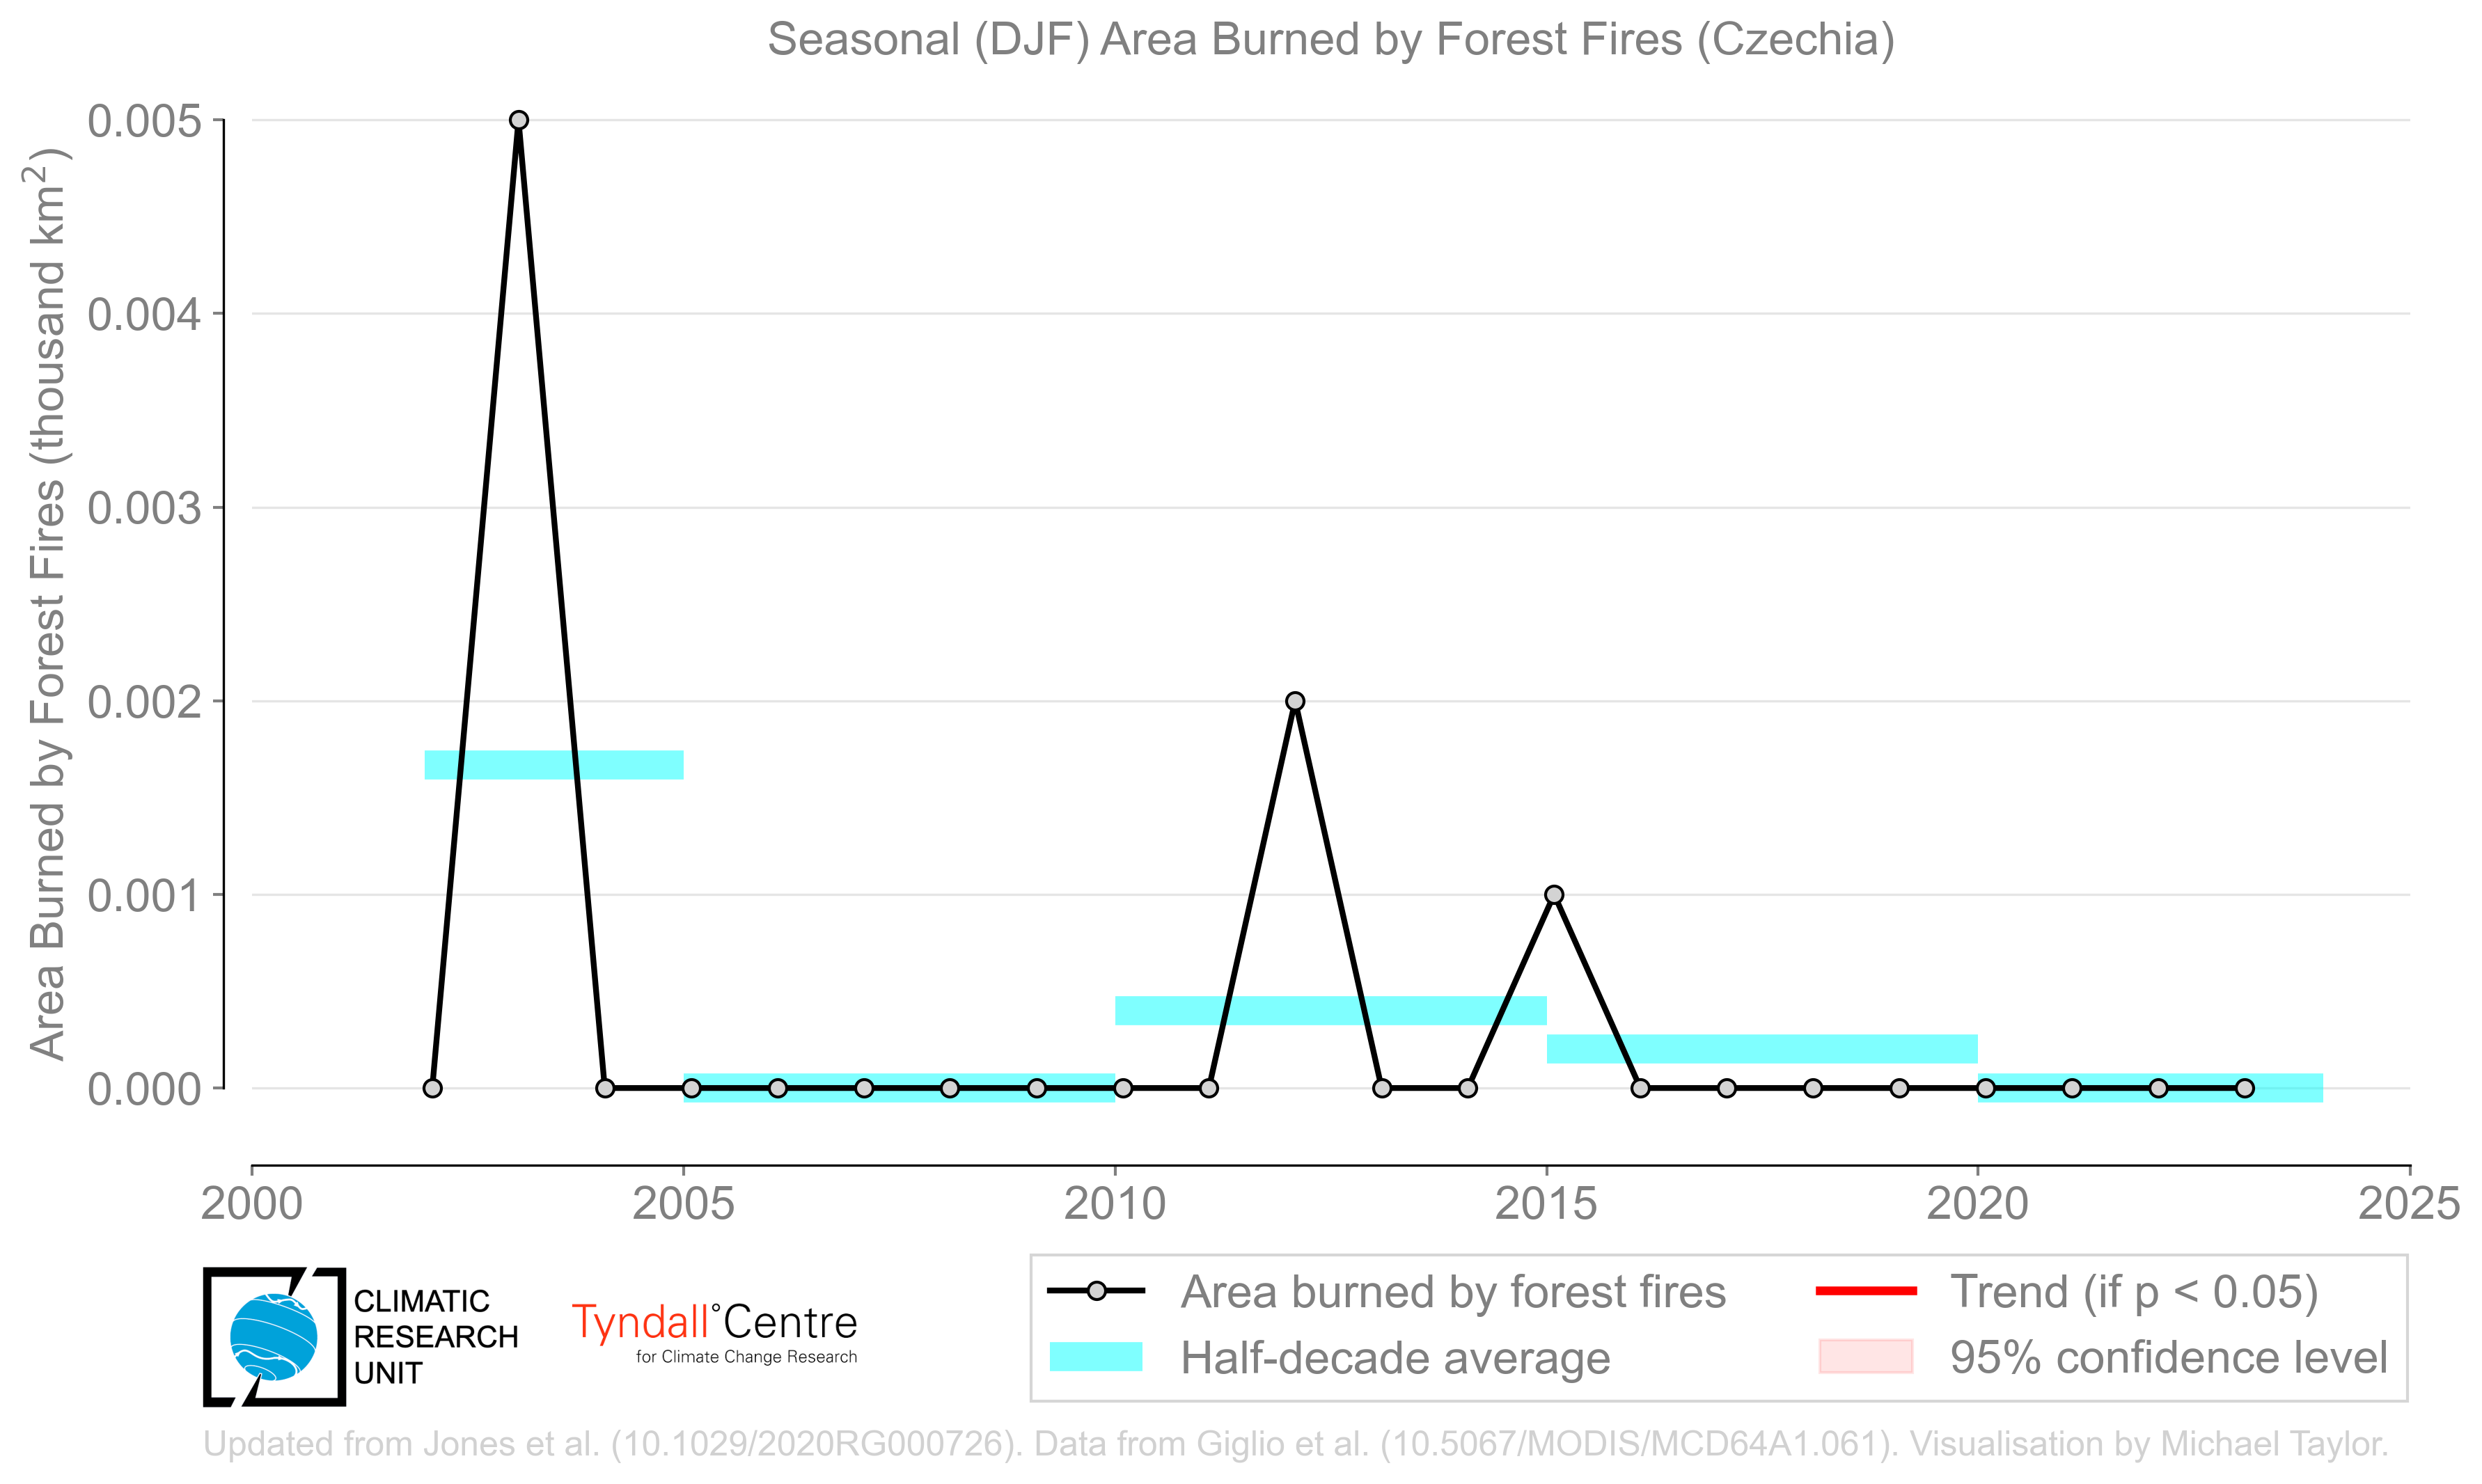 Seasonal (DJF) Area Burned by Forest Fires (Czechia)
Area Burned by Forest Fires (thousand km²)
0.005
0.004
0.003
0.002
0.001
0.000
2000
2005
2010
2015
2020
2025
CLIMATIC
RESEARCH
UNIT
Tyndall°Centre
for Climate Change Research
Area burned by forest fires
Half-decade average
Trend (if p < 0.05)
95% confidence level
Updated from Jones et al. (10.1029/2020RG000726). Data from Giglio et al. (10.5067/MODIS/MCD64A1.061). Visualisation by Michael Taylor.